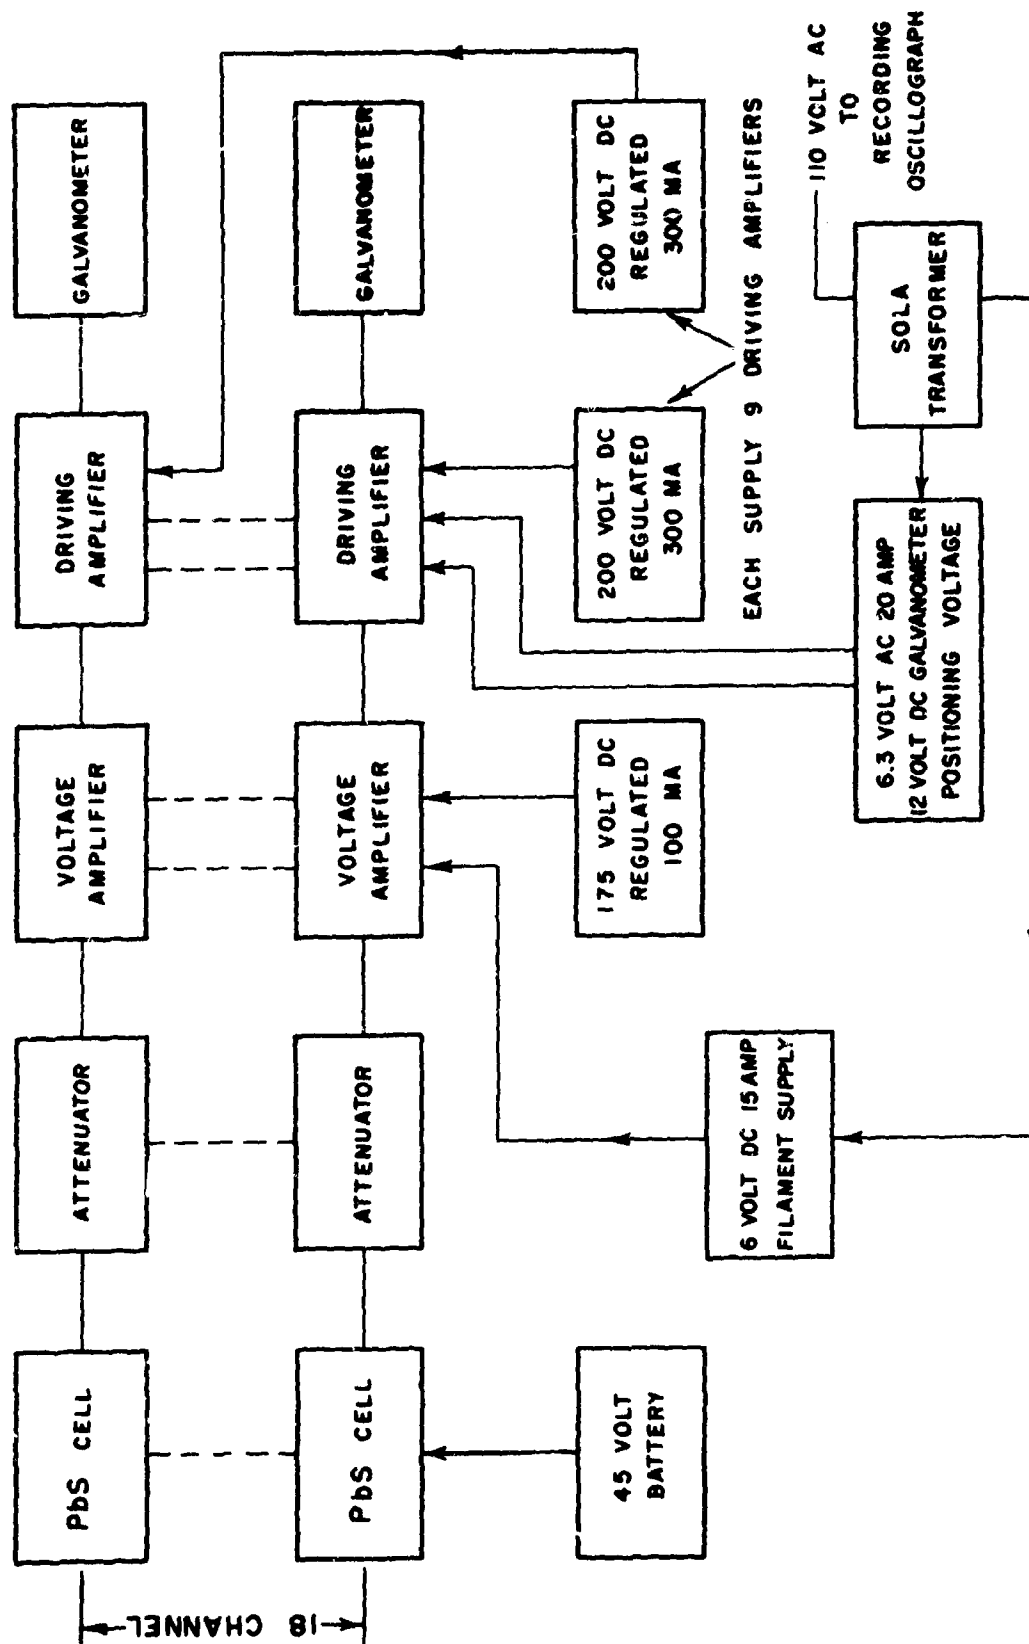 18 CHANNEL
PbS CELL
ATTENUATOR
VOLTAGE
AMPLIFIER
DRIVING
AMPLIFIER
GALVANOMETER
PbS CELL
ATTENUATOR
VOLTAGE
AMPLIFIER
DRIVING
AMPLIFIER
GALVANOMETER
45 VOLT
BATTERY
175 VOLT DC
REGULATED
100 MA
200 VOLT DC
REGULATED
300 MA
200 VOLT DC
REGULATED
300 MA
6 VOLT DC 15 AMP
FILAMENT SUPPLY
EACH SUPPLY 9 DRIVING AMPLIFIERS
6.3 VOLT AC 20 AMP
12 VOLT DC GALVANOMETER
POSITIONING VOLTAGE
SOLA
TRANSFORMER
110 VOLT AC
TO
RECORDING
OSCILLOGRAPH